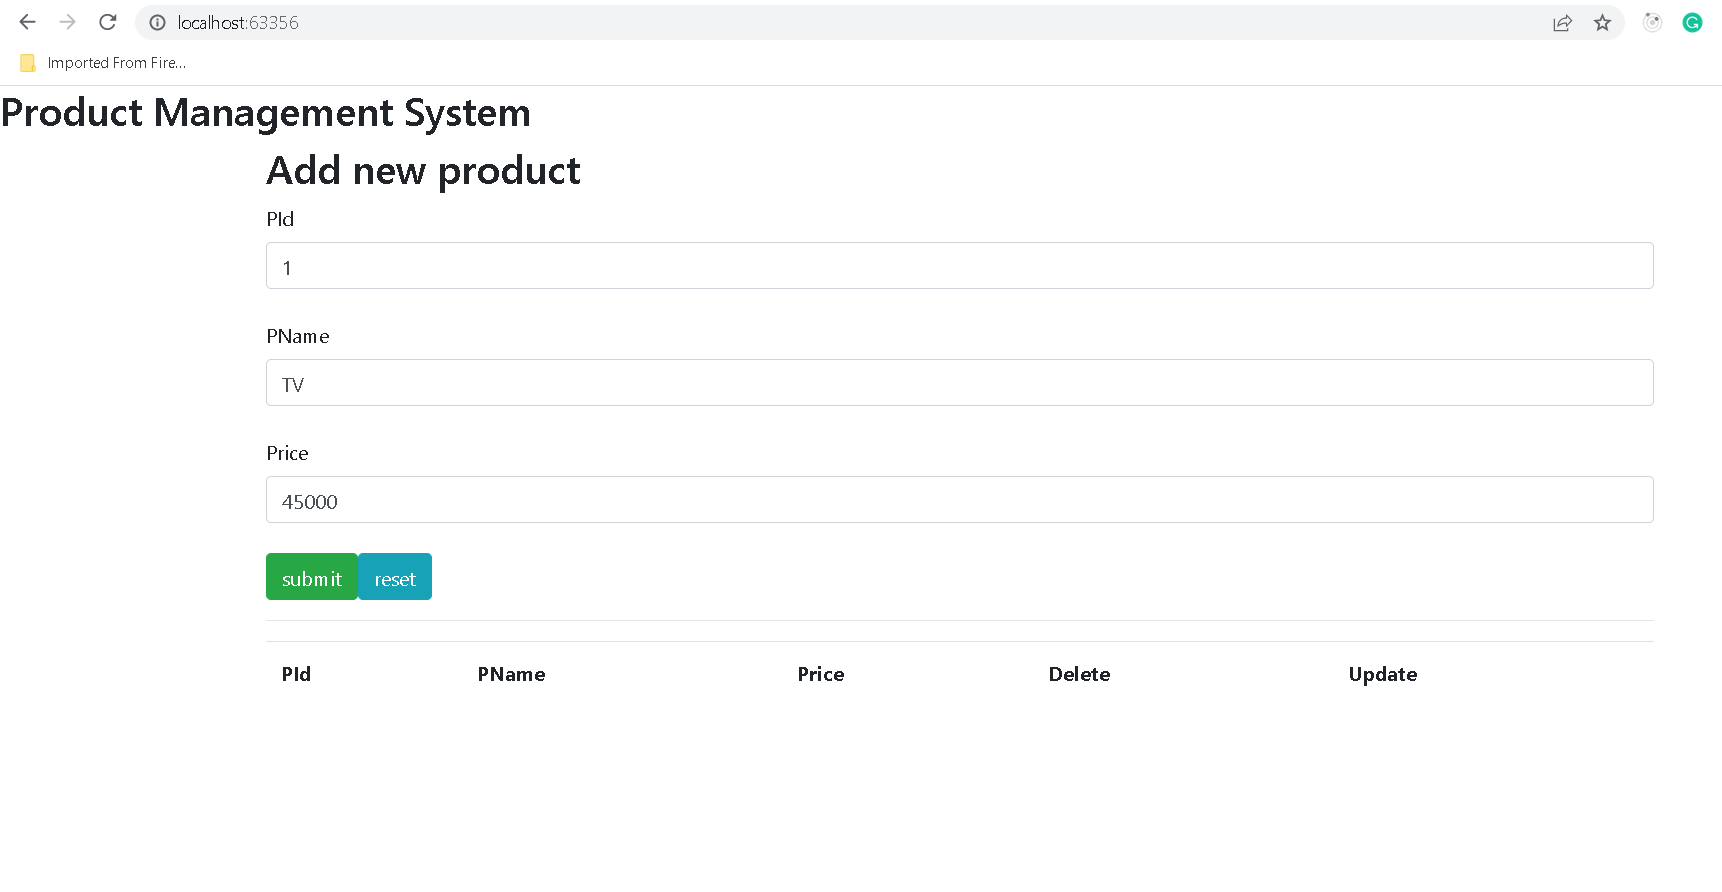 localhost:63356
Imported From Fire...
Product Management System
Add new product
PId
1
PName
TV
Price
45000
submit reset
PId PName Price Delete Update